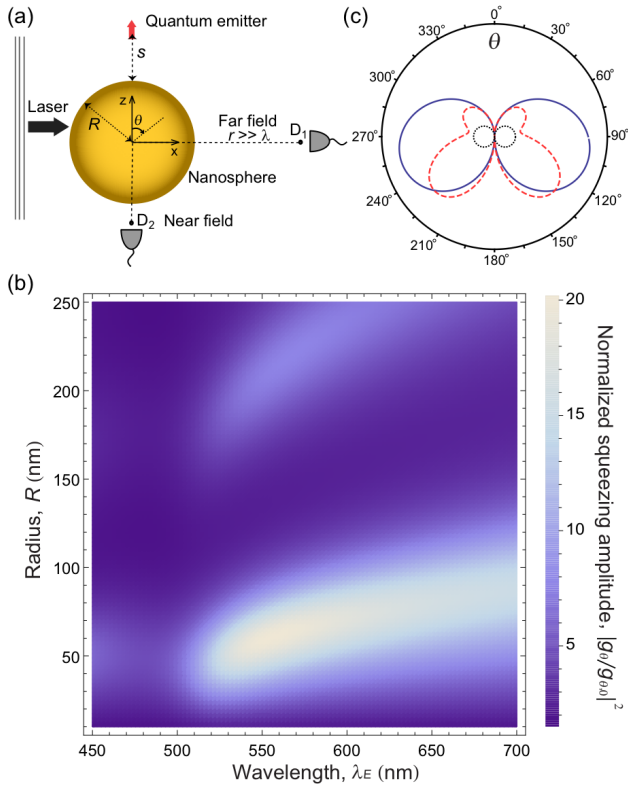 (a)
Quantum emitter
s
Laser
R
z
θ
x
Far field
r >> λ
D₁
Nanosphere
D₂ Near field
(c)
0°
30°
60°
90°
120°
150°
180°
210°
240°
270°
300°
330°
θ
(b)
250
200
150
100
50
Radius, R (nm)
450
500
550
600
650
700
Wavelength, λE (nm)
20
15
10
5
Normalized squeezing amplitude, |gθ/gθ,0|²